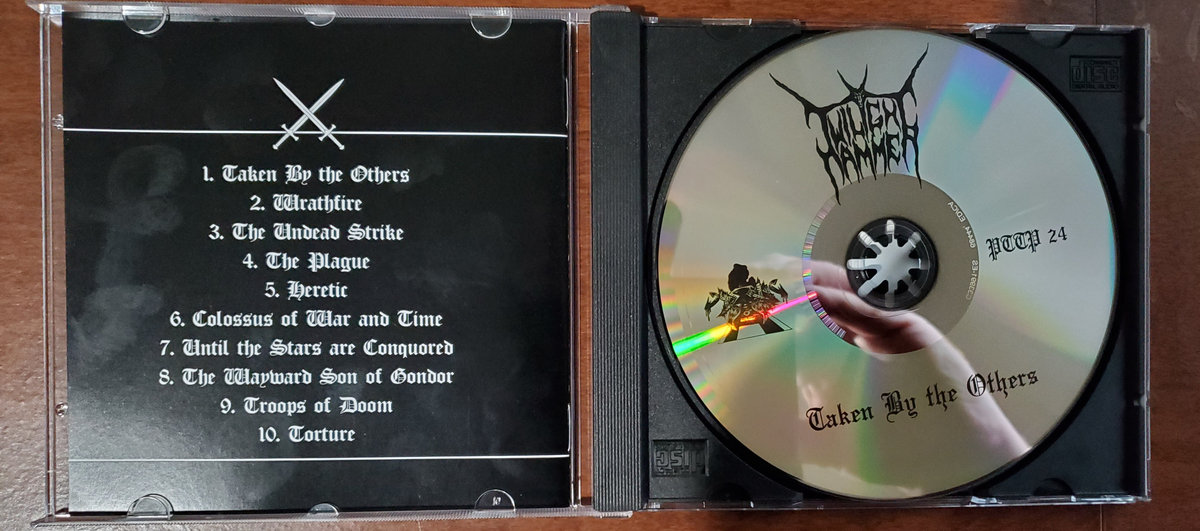 1. Taken By the Others
2. Wrathfire
3. The Undead Strike
4. The Plague
5. Heretic
6. Colossus of War and Time
7. Until the Stars are Conquored
8. The Wayward Son of Gondor
9. Troops of Doom
10. Torture
TWILIGHT
HAMMER
PTTP 24
Taken By the Others
DISC
DISC